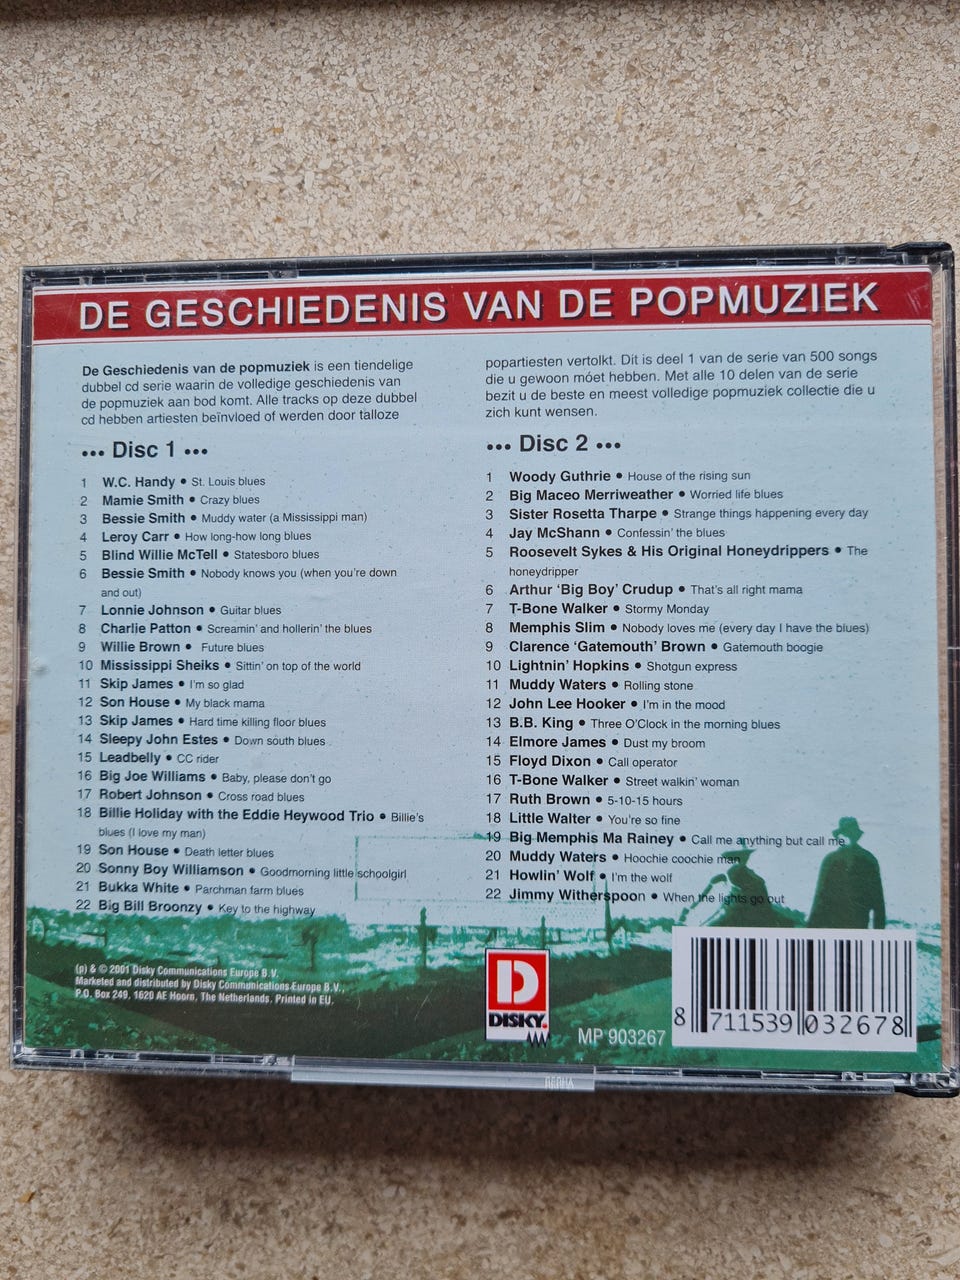 DE GESCHIEDENIS VAN DE POPMUZIEK
De Geschiedenis van de popmuziek is een tiendelige
dubbel cd serie waarin de volledige geschiedenis van
de popmuziek aan bod komt. Alle tracks op deze dubbel
cd hebben artiesten beïnvloed of werden door talloze
popartiesten vertolkt. Dit is deel 1 van de serie van 500 songs
die u gewoon móet hebben. Met alle 10 delen van de serie
bezit u de beste en meest volledige popmuziek collectie die u
zich kunt wensen.
••• Disc 1 •••
1 W.C. Handy • St. Louis blues
2 Mamie Smith • Crazy blues
3 Bessie Smith • Muddy water (a Mississippi man)
4 Leroy Carr • How long-how long blues
5 Blind Willie McTell • Statesboro blues
6 Bessie Smith • Nobody knows you (when you're down
and out)
7 Lonnie Johnson • Guitar blues
8 Charlie Patton • Screamin' and hollerin' the blues
9 Willie Brown • Future blues
10 Mississippi Sheiks • Sittin' on top of the world
11 Skip James • I'm so glad
12 Son House • My black mama
13 Skip James • Hard time killing floor blues
14 Sleepy John Estes • Down south blues
15 Leadbelly • CC rider
16 Big Joe Williams • Baby, please don't go
17 Robert Johnson • Cross road blues
18 Billie Holiday with the Eddie Heywood Trio • Billie's
blues (I love my man)
19 Son House • Death letter blues
20 Sonny Boy Williamson • Goodmorning little schoolgirl
21 Bukka White • Parchman farm blues
22 Big Bill Broonzy • Key to the highway
••• Disc 2 •••
1 Woody Guthrie • House of the rising sun
2 Big Maceo Merriweather • Worried life blues
3 Sister Rosetta Tharpe • Strange things happening every day
4 Jay McShann • Confessin' the blues
5 Roosevelt Sykes & His Original Honeydrippers • The
honeydripper
6 Arthur 'Big Boy' Crudup • That's all right mama
7 T-Bone Walker • Stormy Monday
8 Memphis Slim • Nobody loves me (every day I have the blues)
9 Clarence 'Gatemouth' Brown • Gatemouth boogie
10 Lightnin' Hopkins • Shotgun express
11 Muddy Waters • Rolling stone
12 John Lee Hooker • I'm in the mood
13 B.B. King • Three O'Clock in the morning blues
14 Elmore James • Dust my broom
15 Floyd Dixon • Call operator
16 T-Bone Walker • Street walkin' woman
17 Ruth Brown • 5-10-15 hours
18 Little Walter • You're so fine
19 Big Memphis Ma Rainey • Call me anything but call me
20 Muddy Waters • Hoochie coochie man
21 Howlin' Wolf • I'm the wolf
22 Jimmy Witherspoon • When the lights go out
(p) & © 2001 Disky Communications Europe B.V.
Marketed and distributed by Disky Communications Europe B.V.,
P.O. Box 249, 1620 AE Hoorn, The Netherlands. Printed in EU.
D
DISKY.
MP 903267
8 711539 032678